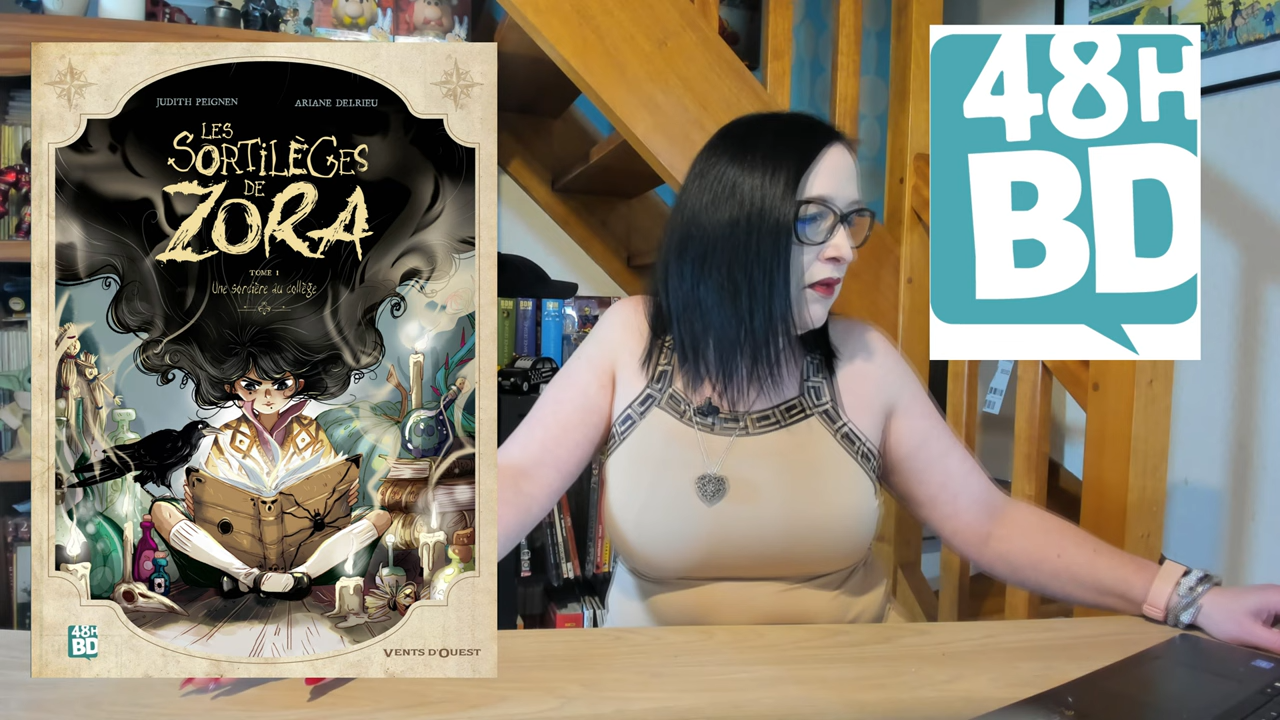 JUDITH PEIGNEN
ARIANE DELRIEU
LES
SORTILÈGES
DE
ZORA
TOME 1
Une sorcière au collège
48H
BD
VENTS D'OUEST
48H
BD